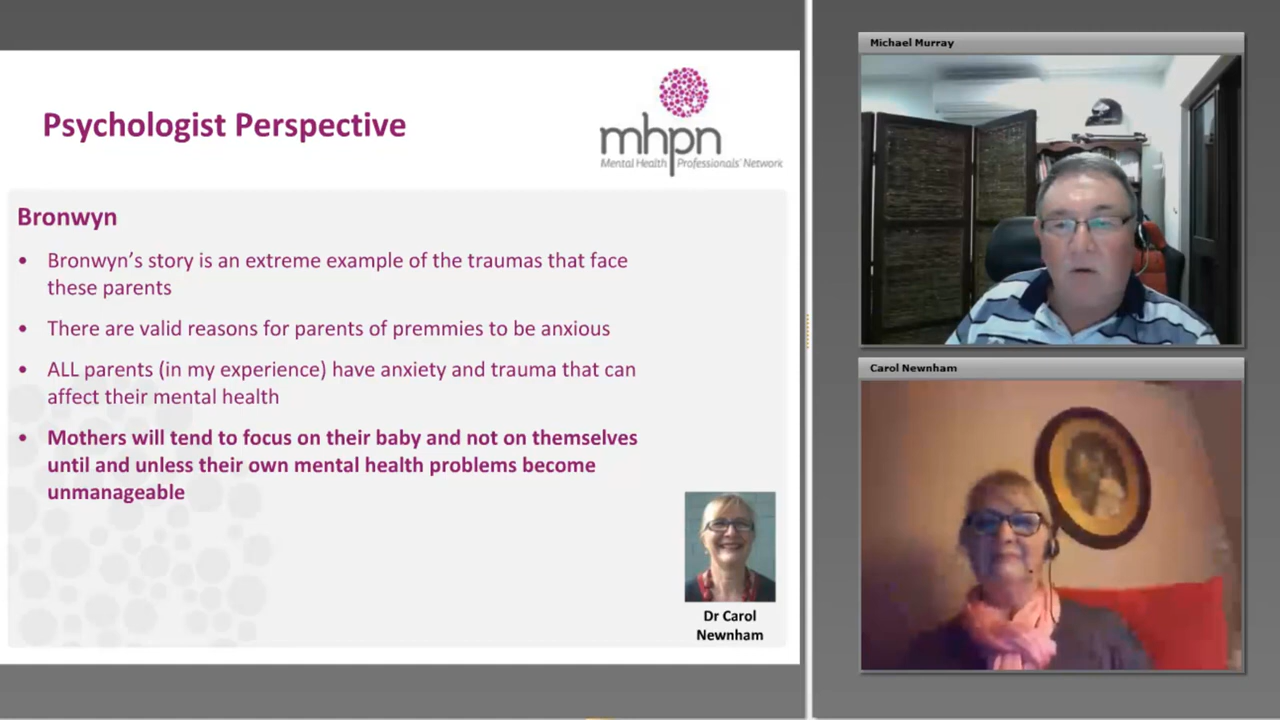 Psychologist Perspective
mhpn
Mental Health Professionals' Network
Bronwyn
• Bronwyn's story is an extreme example of the traumas that face
these parents
• There are valid reasons for parents of premmies to be anxious
• ALL parents (in my experience) have anxiety and trauma that can
affect their mental health
• Mothers will tend to focus on their baby and not on themselves
until and unless their own mental health problems become
unmanageable
Dr Carol
Newnham
Michael Murray
Carol Newnham